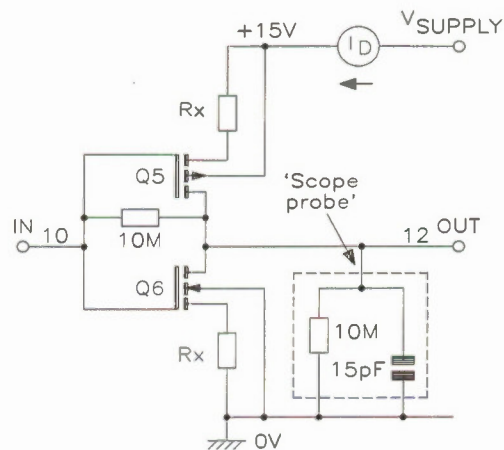 +15V
ID
VSUPPLY
Rx
Q5
'Scope
probe'
IN
10
10M
12
OUT
Q6
10M
Rx
15pF
0V